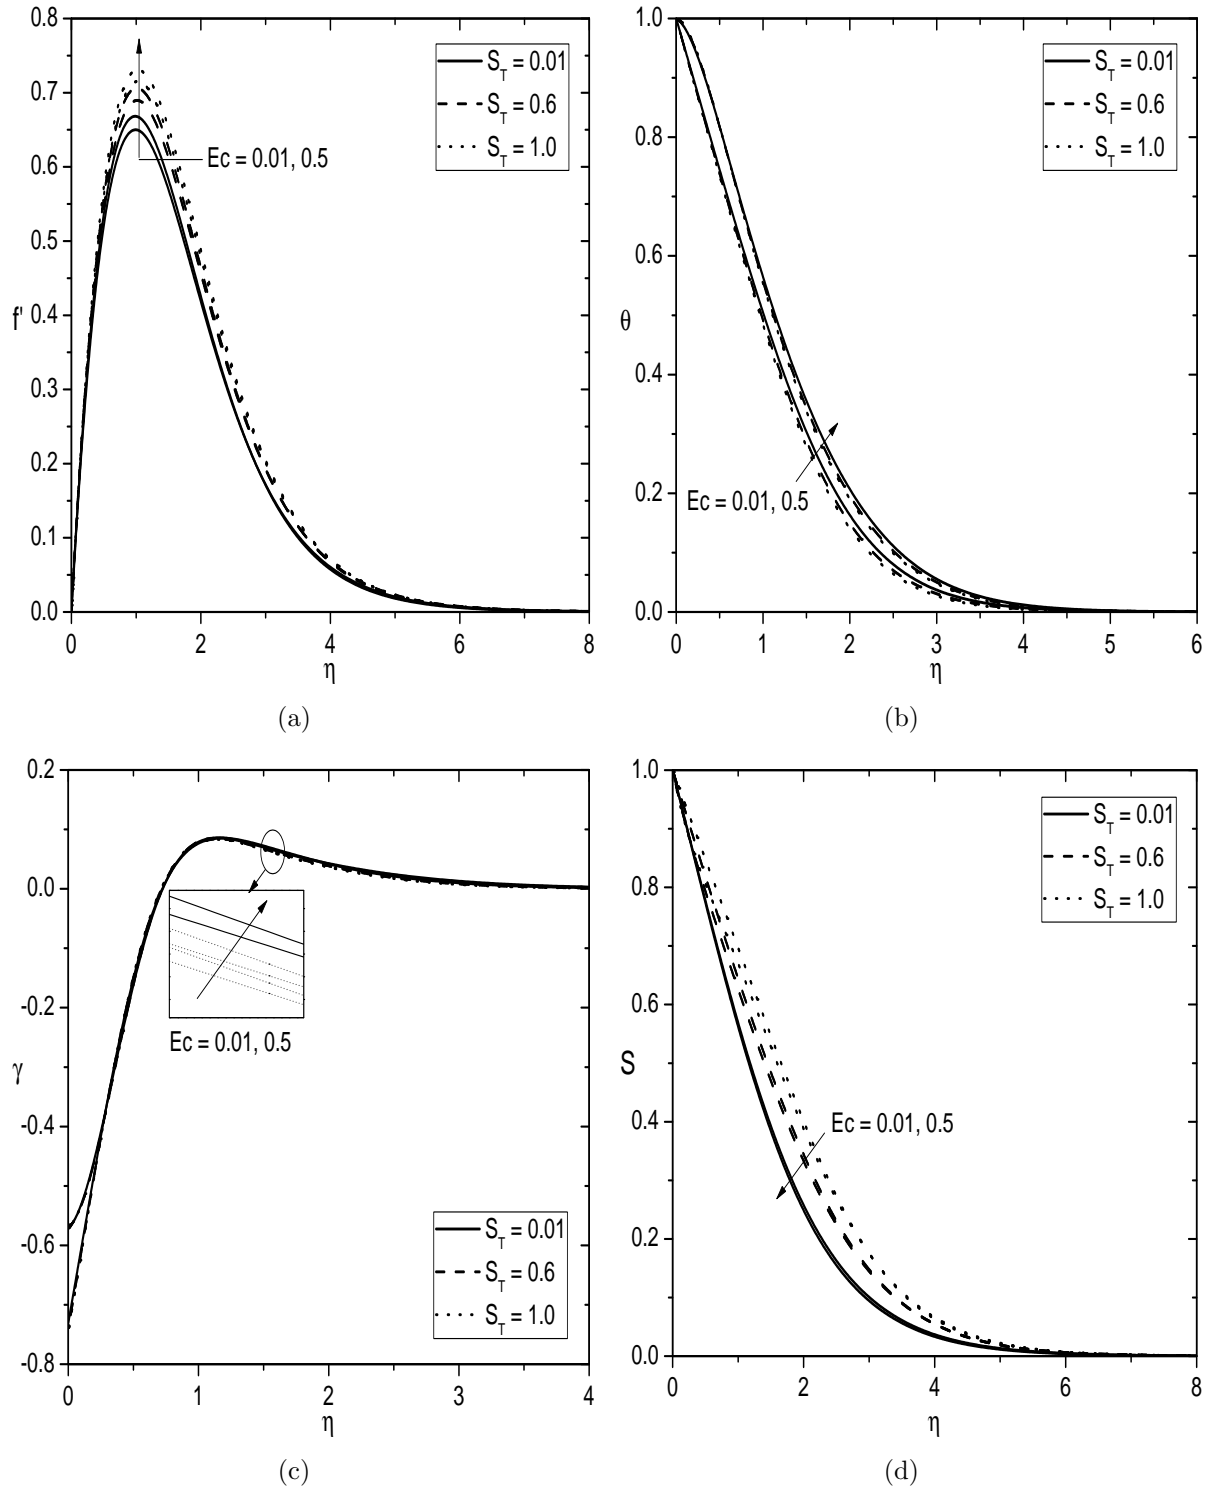 0.8
0.7
0.6
0.5
0.4
0.3
0.2
0.1
0.0
f'
S_T = 0.01
S_T = 0.6
S_T = 1.0
Ec = 0.01, 0.5
0 2 4 6 8
η
(a)
1.0
0.8
0.6
0.4
0.2
0.0
θ
S_T = 0.01
S_T = 0.6
S_T = 1.0
Ec = 0.01, 0.5
0 1 2 3 4 5 6
η
(b)
0.2
0.0
-0.2
-0.4
-0.6
-0.8
γ
Ec = 0.01, 0.5
S_T = 0.01
S_T = 0.6
S_T = 1.0
0 1 2 3 4
η
(c)
1.0
0.8
0.6
0.4
0.2
0.0
S
S_T = 0.01
S_T = 0.6
S_T = 1.0
Ec = 0.01, 0.5
0 2 4 6 8
η
(d)